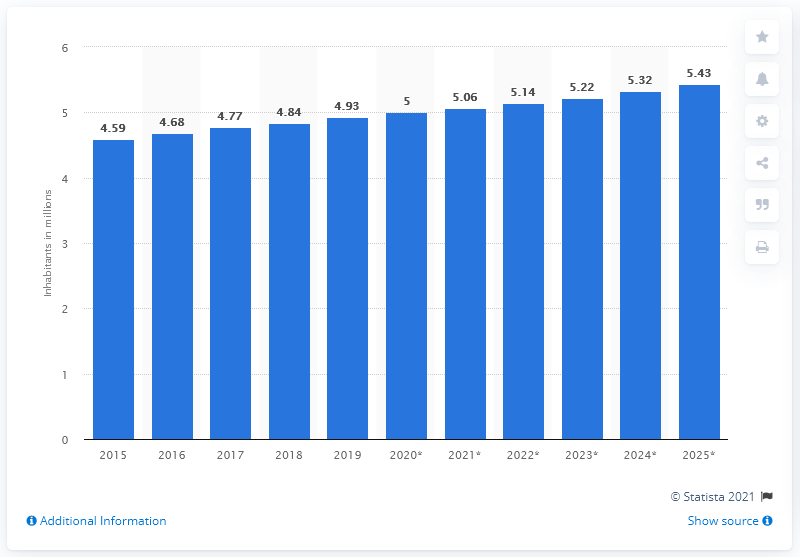 6
5
4
3
2
1
0
Inhabitants in millions
4.59 4.68 4.77 4.84 4.93 5 5.06 5.14 5.22 5.32 5.43
2015 2016 2017 2018 2019 2020* 2021* 2022* 2023* 2024* 2025*
© Statista 2021
Additional Information Show source